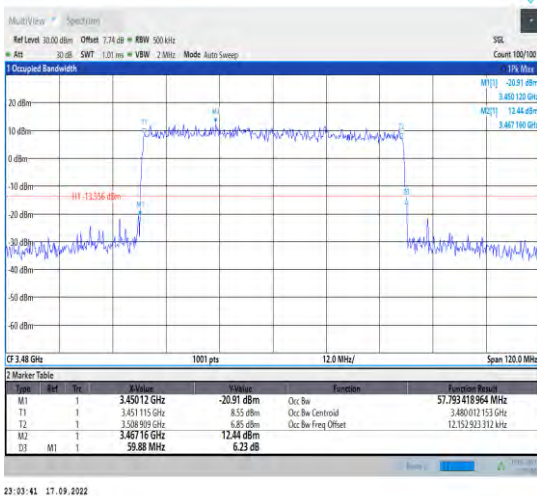 MultiView Spectrum
Ref Level 30.00 dBm Offset 7.74 dB RBW 500 kHz SGL
Att 30 dB SWT 1.01 ms VBW 2 MHz Mode Auto Sweep Count 100/100
1 Occupied Bandwidth 1Pk Max
M1[1] -20.91 dBm
3.450 120 GHz
M2[1] 12.44 dBm
3.467 160 GHz
20 dBm
M2
T1
T2
10 dBm
0 dBm
-10 dBm
H1 -13.556 dBm
D3
-20 dBm
M1
-30 dBm
-40 dBm
-50 dBm
-60 dBm
CF 3.48 GHz 1001 pts 12.0 MHz/ Span 120.0 MHz
2 Marker Table
Type Ref Trc X-Value Y-Value Function Function Result
M1 1 3.45012 GHz -20.91 dBm Occ Bw 57.793 418 964 MHz
T1 1 3.451 115 GHz 8.55 dBm Occ Bw Centroid 3.480 012 153 GHz
T2 1 3.508 909 GHz 6.85 dBm Occ Bw Freq Offset 12.152 923 312 kHz
M2 1 3.467 16 GHz 12.44 dBm
D3 M1 1 59.88 MHz 6.23 dB
23:03:41 17.09.2022